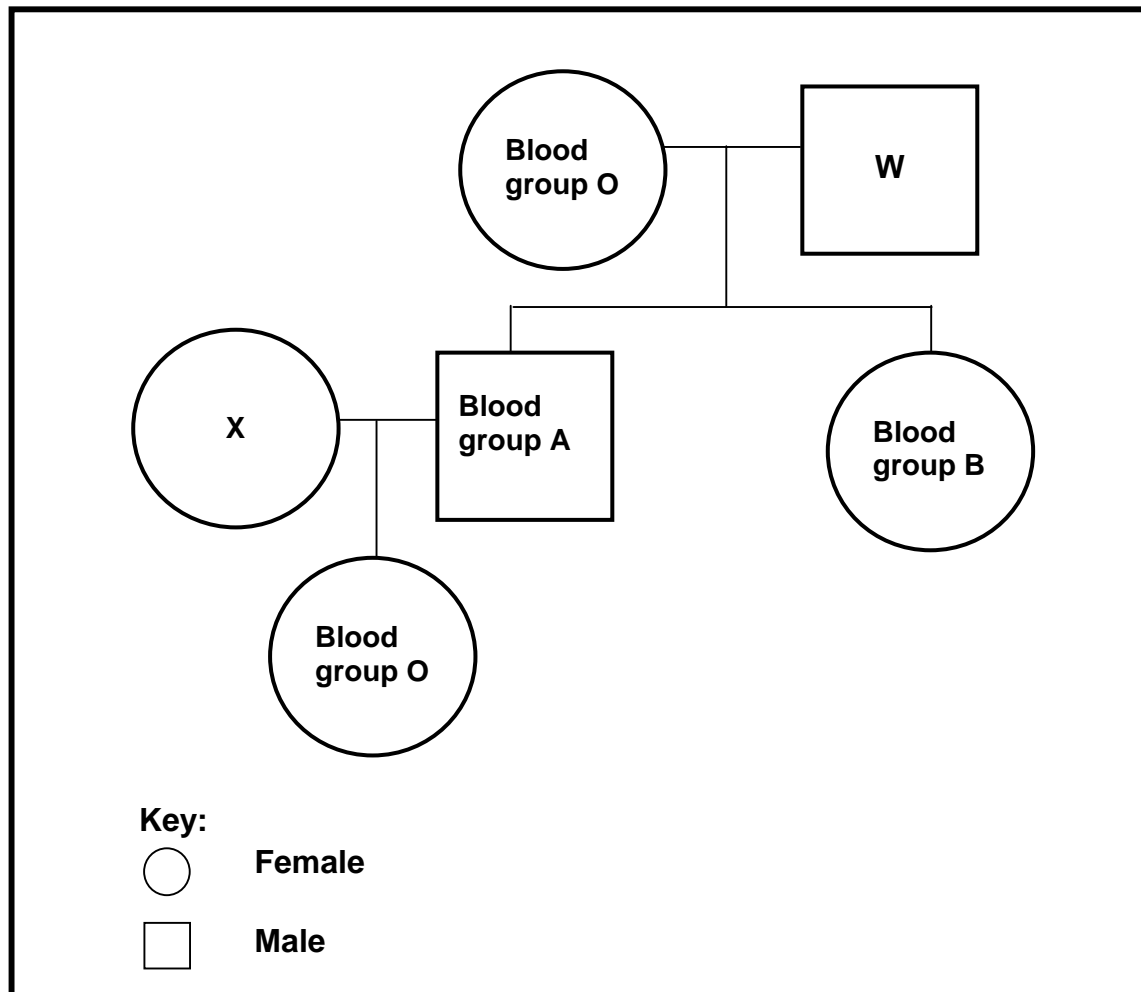 Blood
group O
W
X
Blood
group A
Blood
group B
Blood
group O
Key:
Female
Male